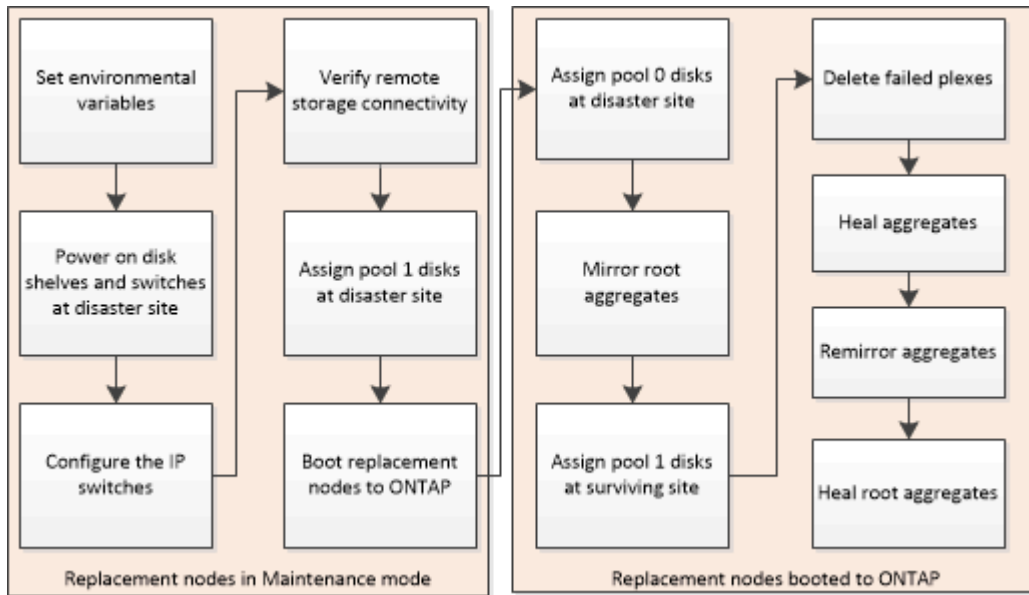 Set environmental
variables
Power on disk
shelves and switches
at disaster site
Configure the IP
switches
Verify remote
storage connectivity
Assign pool 1 disks
at disaster site
Boot replacement
nodes to ONTAP
Replacement nodes in Maintenance mode
Assign pool 0 disks
at disaster site
Mirror root
aggregates
Assign pool 1 disks
at surviving site
Delete failed plexes
Heal aggregates
Remirror aggregates
Heal root aggregates
Replacement nodes booted to ONTAP